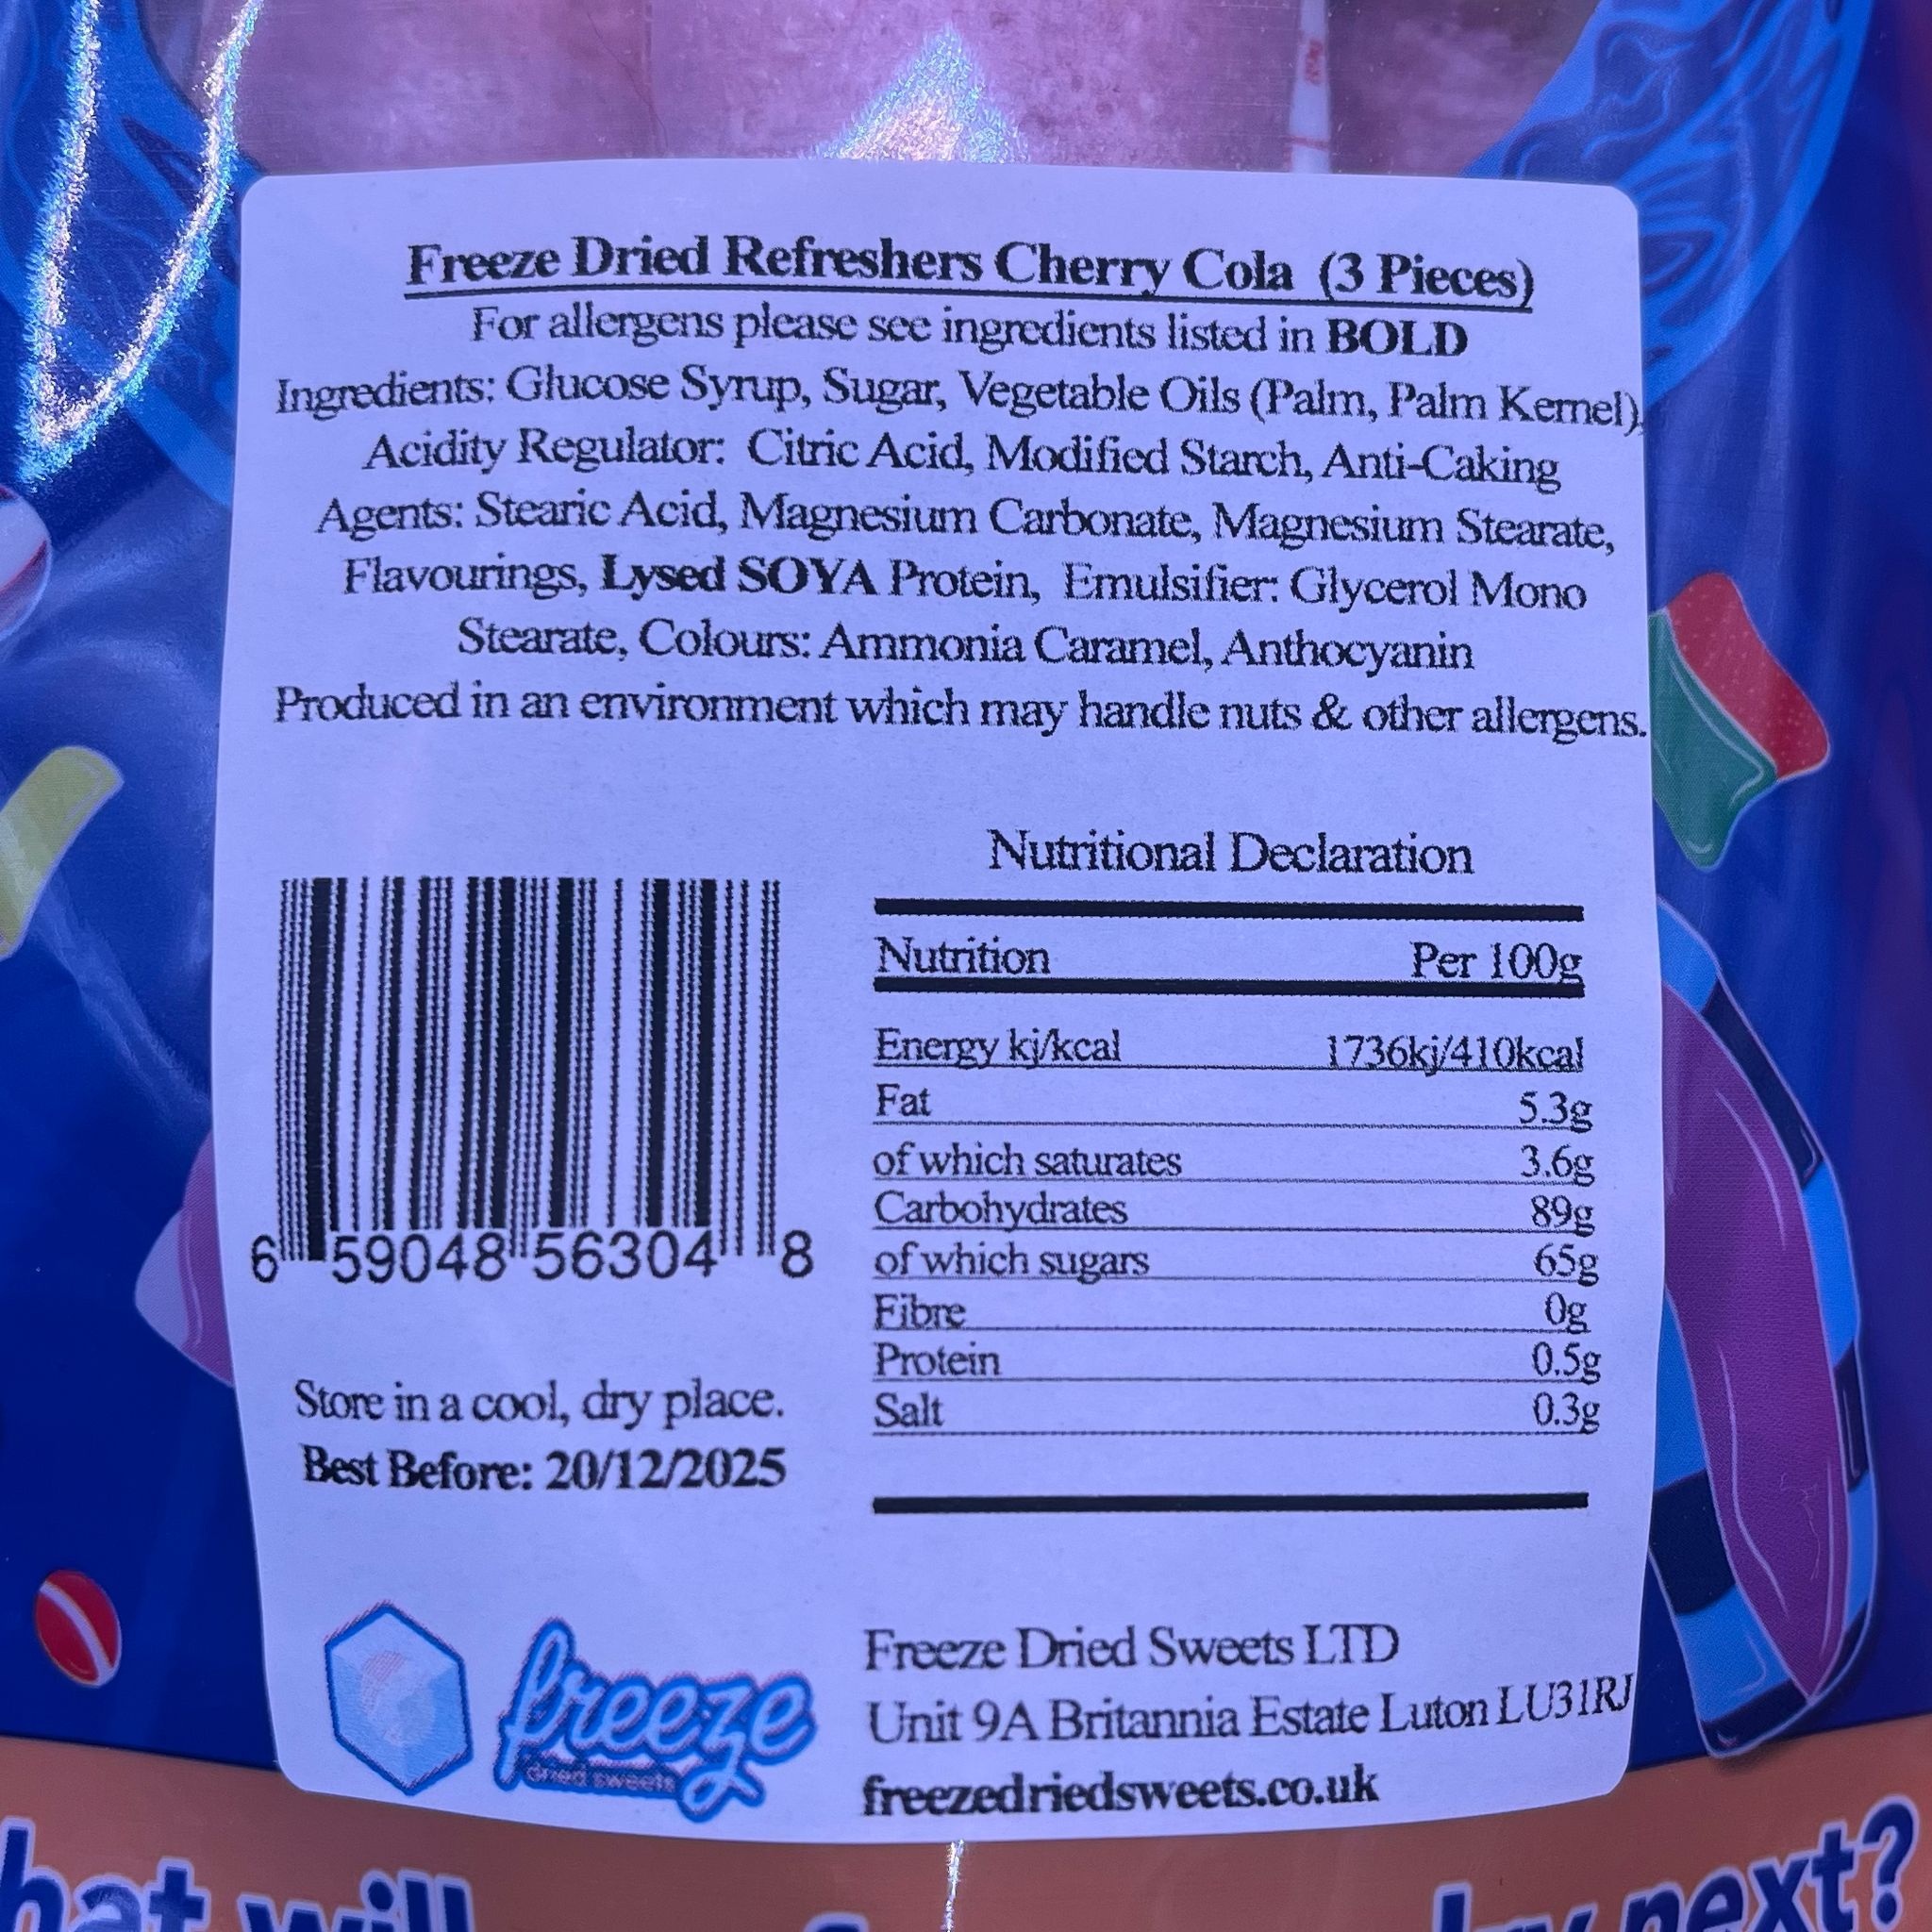 Freeze Dried Refreshers Cherry Cola (3 Pieces)
For allergens please see ingredients listed in BOLD
Ingredients: Glucose Syrup, Sugar, Vegetable Oils (Palm, Palm Kernel),
Acidity Regulator: Citric Acid, Modified Starch, Anti-Caking
Agents: Stearic Acid, Magnesium Carbonate, Magnesium Stearate,
Flavourings, Lysed SOYA Protein, Emulsifier: Glycerol Mono
Stearate, Colours: Ammonia Caramel, Anthocyanin
Produced in an environment which may handle nuts & other allergens.
6 59048 56304 8
Store in a cool, dry place.
Best Before: 20/12/2025
Nutritional Declaration
Nutrition Per 100g
Energy kj/kcal 1736kj/410kcal
Fat 5.3g
of which saturates 3.6g
Carbohydrates 89g
of which sugars 65g
Fibre 0g
Protein 0.5g
Salt 0.3g
freeze
dried sweets
Freeze Dried Sweets LTD
Unit 9A Britannia Estate Luton LU31RJ
freezedriedsweets.co.uk
hat will next?